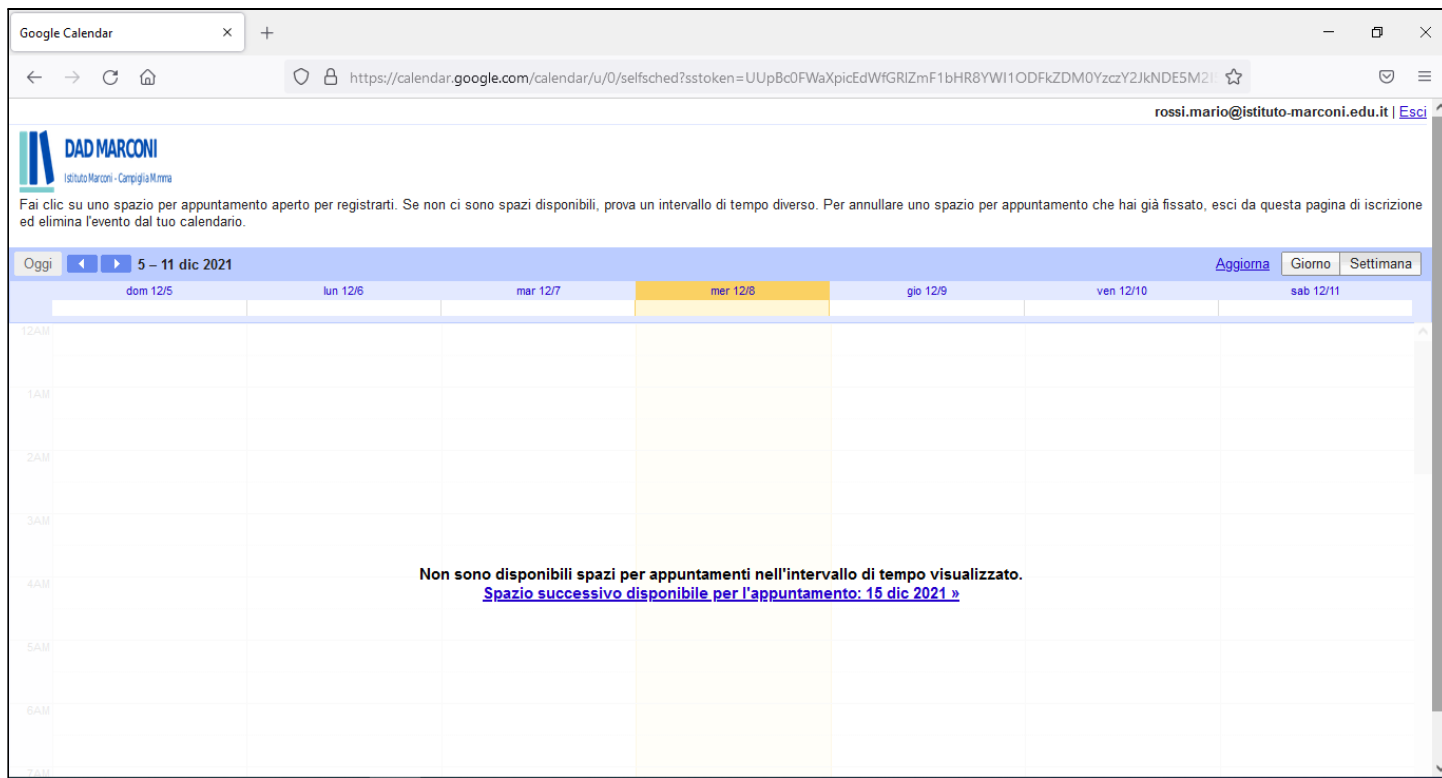 Google Calendar
https://calendar.google.com/calendar/u/0/selfsched?sstoken=UUpBc0FWaXpicEdWfGRlZmF1bHR8YWI1ODFkZDM0YzczY2JkNDE5M2I
rossi.mario@istituto-marconi.edu.it | Esci
DAD MARCONI
Istituto Marconi - Campiglia M.mma
Fai clic su uno spazio per appuntamento aperto per registrarti. Se non ci sono spazi disponibili, prova un intervallo di tempo diverso. Per annullare uno spazio per appuntamento che hai già fissato, esci da questa pagina di iscrizione
ed elimina l'evento dal tuo calendario.
Oggi 5 – 11 dic 2021 Aggiorna Giorno Settimana
dom 12/5 lun 12/6 mar 12/7 mer 12/8 gio 12/9 ven 12/10 sab 12/11
12AM
1AM
2AM
3AM
Non sono disponibili spazi per appuntamenti nell'intervallo di tempo visualizzato.
4AM
Spazio successivo disponibile per l'appuntamento: 15 dic 2021 »
5AM
6AM
7AM